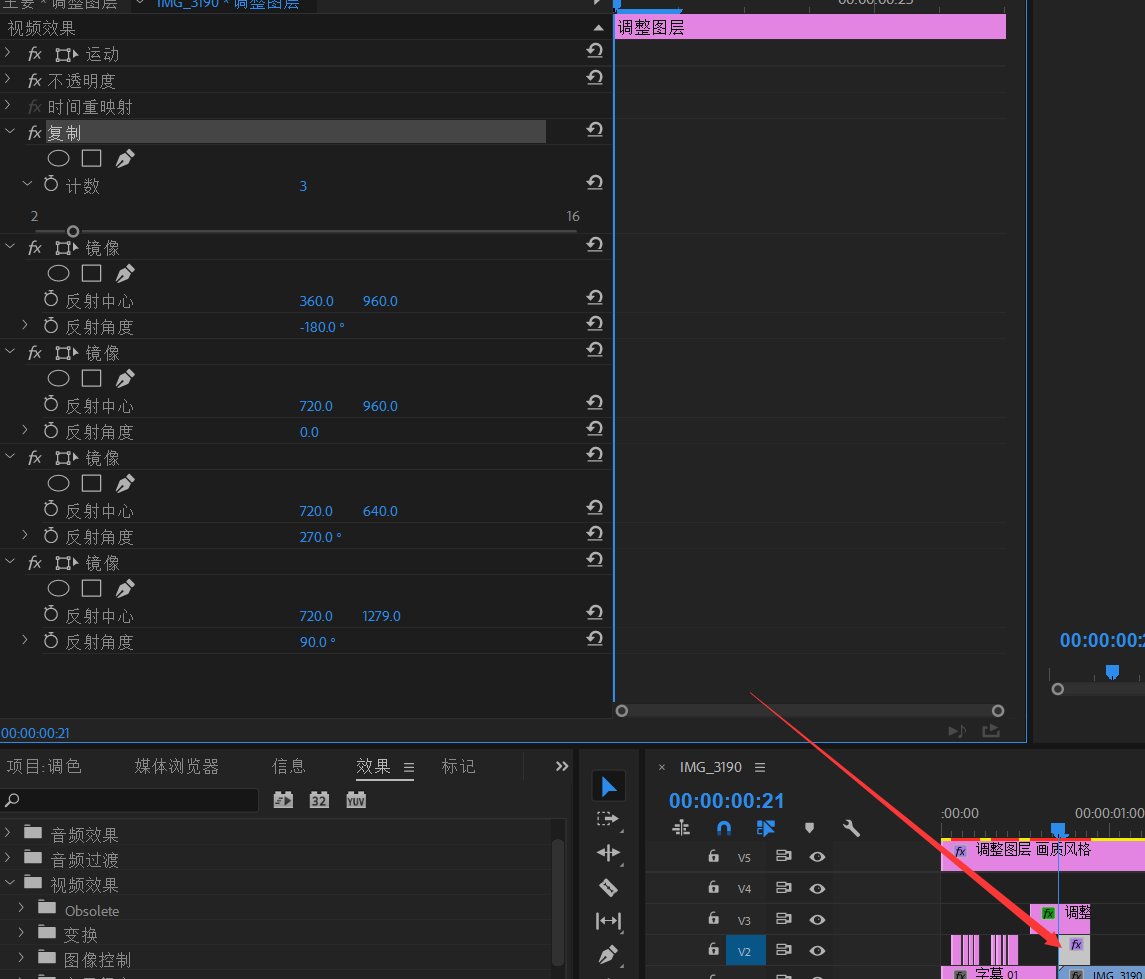 主要 * 调整图层 IMG_3190 * 调整图层
00:00:00:25
视频效果
调整图层
fx 运动
fx 不透明度
fx 时间重映射
fx 复制
计数 3
2 16
fx 镜像
反射中心 360.0 960.0
反射角度 -180.0 °
fx 镜像
反射中心 720.0 960.0
反射角度 0.0
fx 镜像
反射中心 720.0 640.0
反射角度 270.0 °
fx 镜像
反射中心 720.0 1279.0
反射角度 90.0 °
00:00:00:
00:00:00:21
项目:调色 媒体浏览器 信息 效果 标记
32 YUV
音频效果
音频过渡
视频效果
Obsolete
变换
图像控制
× IMG_3190
00:00:00:21
:00:00 00:00:01:00
V5 fx 调整图层 画质风格
V4
V3 fx 调整
V2 fx
fx 字幕 01 fx IMG_3190